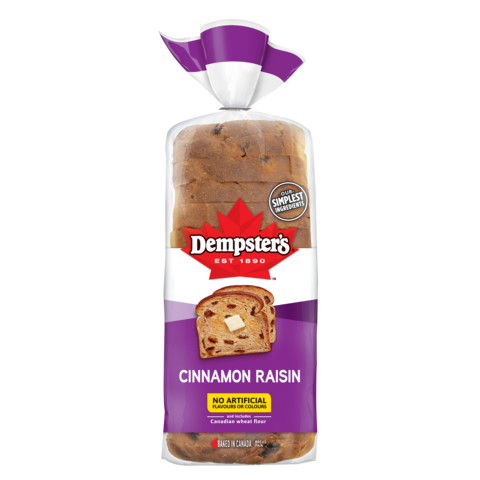 OUR
SIMPLEST
INGREDIENTS
Dempster's
EST 1890
CINNAMON RAISIN
NO ARTIFICIAL
FLAVOURS OR COLOURS
and includes
Canadian wheat flour
BAKED IN CANADA